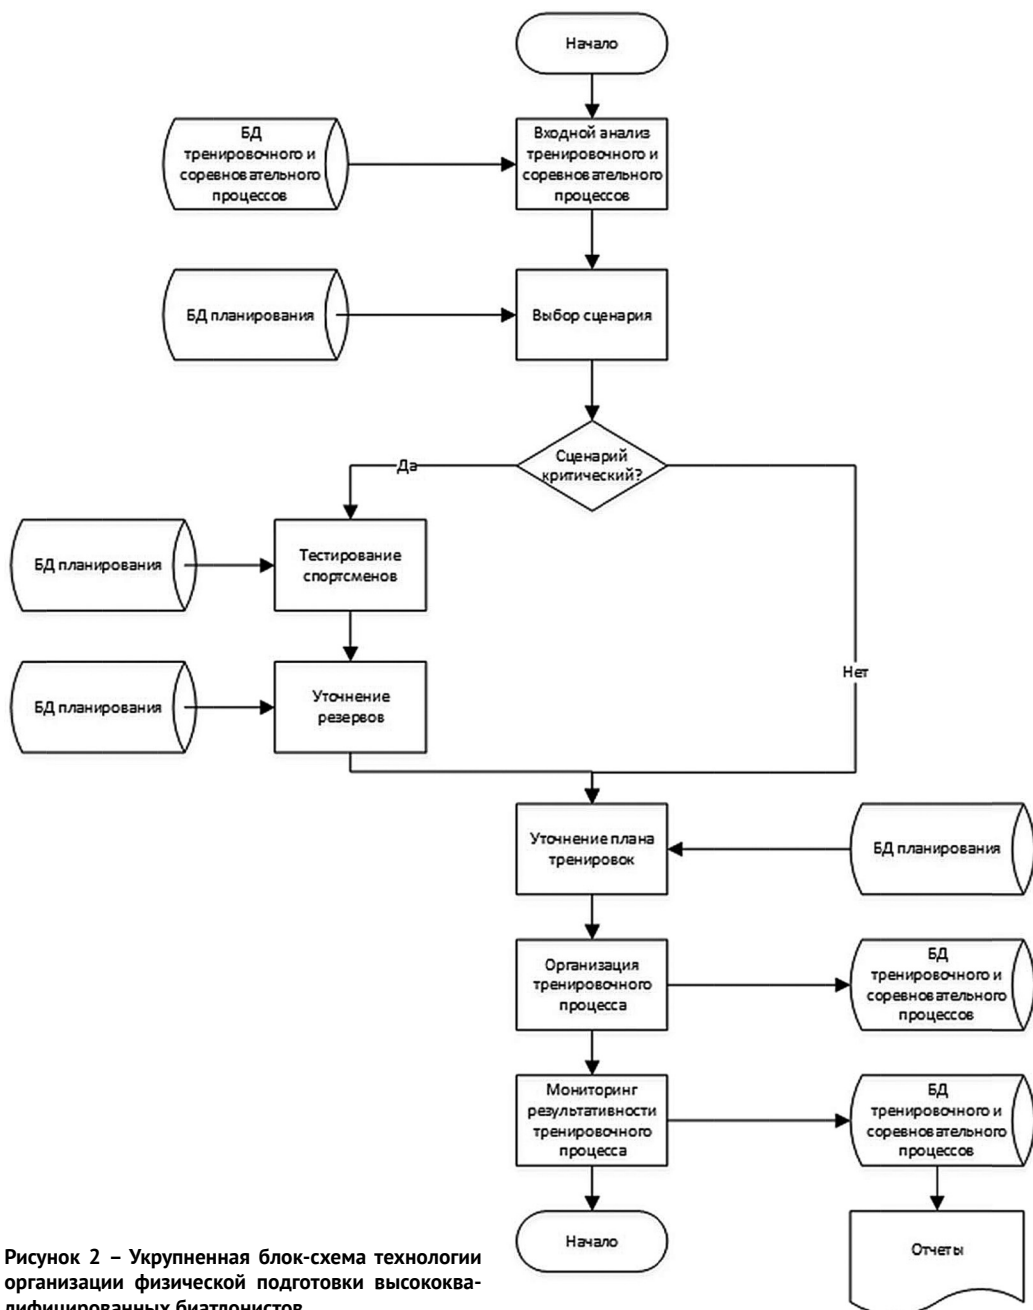 Начало
БД
тренировочного и
соревновательного
процессов
Входной анализ
тренировочного и
соревновательного
процессов
БД планирования
Выбор сценария
Сценарий
критический?
Да
БД планирования
Тестирование
спортсменов
Нет
БД планирования
Уточнение
резервов
Уточнение плана
тренировок
БД планирования
Организация
тренировочного
процесса
БД
тренировочного и
соревновательного
процессов
Мониторинг
результативности
тренировочного
процесса
БД
тренировочного и
соревновательного
процессов
Начало
Отчеты
Рисунок 2 – Укрупненная блок-схема технологии
организации физической подготовки высококва-
лифицированных биатлонистов